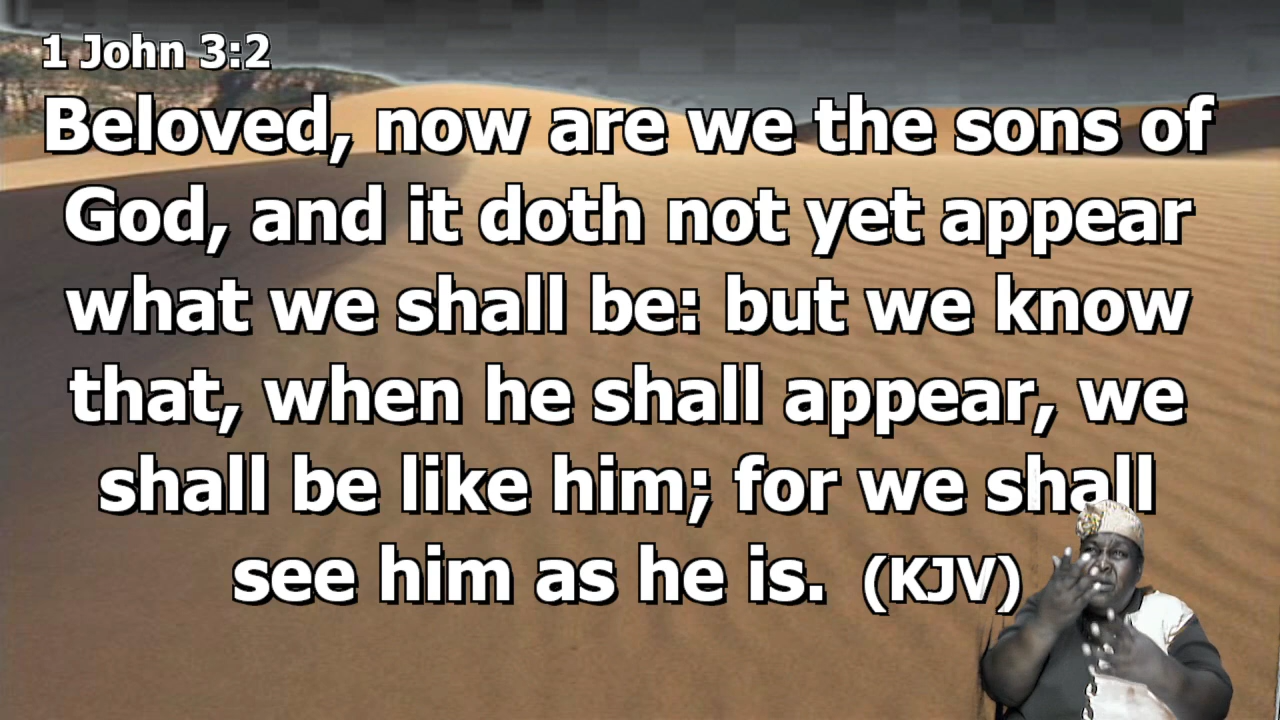 1 John 3:2
Beloved, now are we the sons of
God, and it doth not yet appear
what we shall be: but we know
that, when he shall appear, we
shall be like him; for we shall
see him as he is. (KJV)